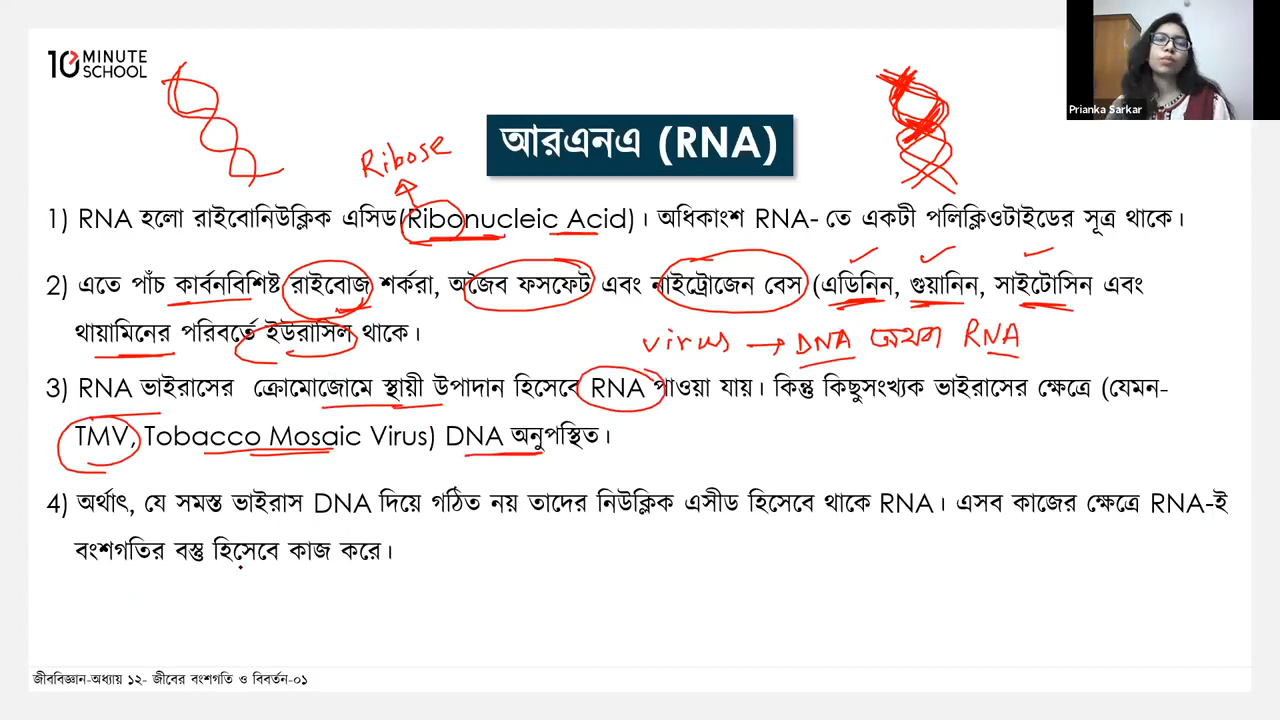 10 MINUTE SCHOOL
Prianka Sarkar
আরএনএ (RNA)
Ribose
1) RNA হলো রাইবোনিউক্লিক এসিড(Ribonucleic Acid)। অধিকাংশ RNA- তে একটী পলিক্লিওটাইডের সূত্র থাকে।
2) এতে পাঁচ কার্বনবিশিষ্ট রাইবোজ শর্করা, অজৈব ফসফেট এবং নাইট্রোজেন বেস (এডিনিন, গুয়ানিন, সাইটোসিন এবং
থায়ামিনের পরিবর্তে ইউরাসিল থাকে।
virus → DNA অথবা RNA
3) RNA ভাইরাসের ক্রোমোজোমে স্থায়ী উপাদান হিসেবে RNA পাওয়া যায়। কিন্তু কিছুসংখ্যক ভাইরাসের ক্ষেত্রে (যেমন-
TMV, Tobacco Mosaic Virus) DNA অনুপস্থিত।
4) অর্থাৎ, যে সমস্ত ভাইরাস DNA দিয়ে গঠিত নয় তাদের নিউক্লিক এসীড হিসেবে থাকে RNA। এসব কাজের ক্ষেত্রে RNA-ই
বংশগতির বস্তু হিসেবে কাজ করে।
জীববিজ্ঞান-অধ্যায় ১২- জীবের বংশগতি ও বিবর্তন-০১